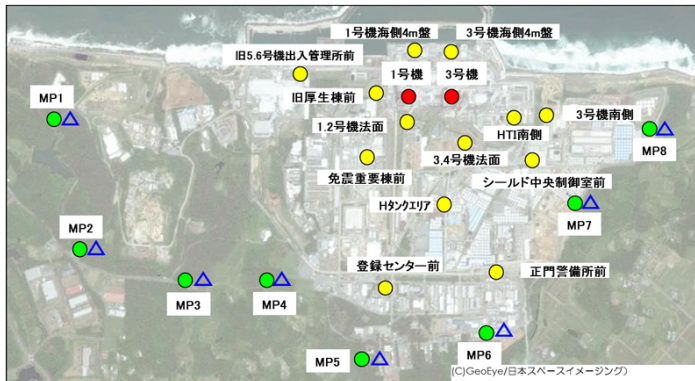 1号機海側4m盤
3号機海側4m盤
旧5.6号機出入管理所前
1号機
3号機
MP1
旧厚生棟前
3号機南側
1.2号機法面
HTI南側
MP8
3.4号機法面
免震重要棟前
シールド中央制御室前
Hタンクエリア
MP7
MP2
登録センター前
正門警備所前
MP3
MP4
MP5
MP6
(C)GeoEye/日本スペースイメージング)